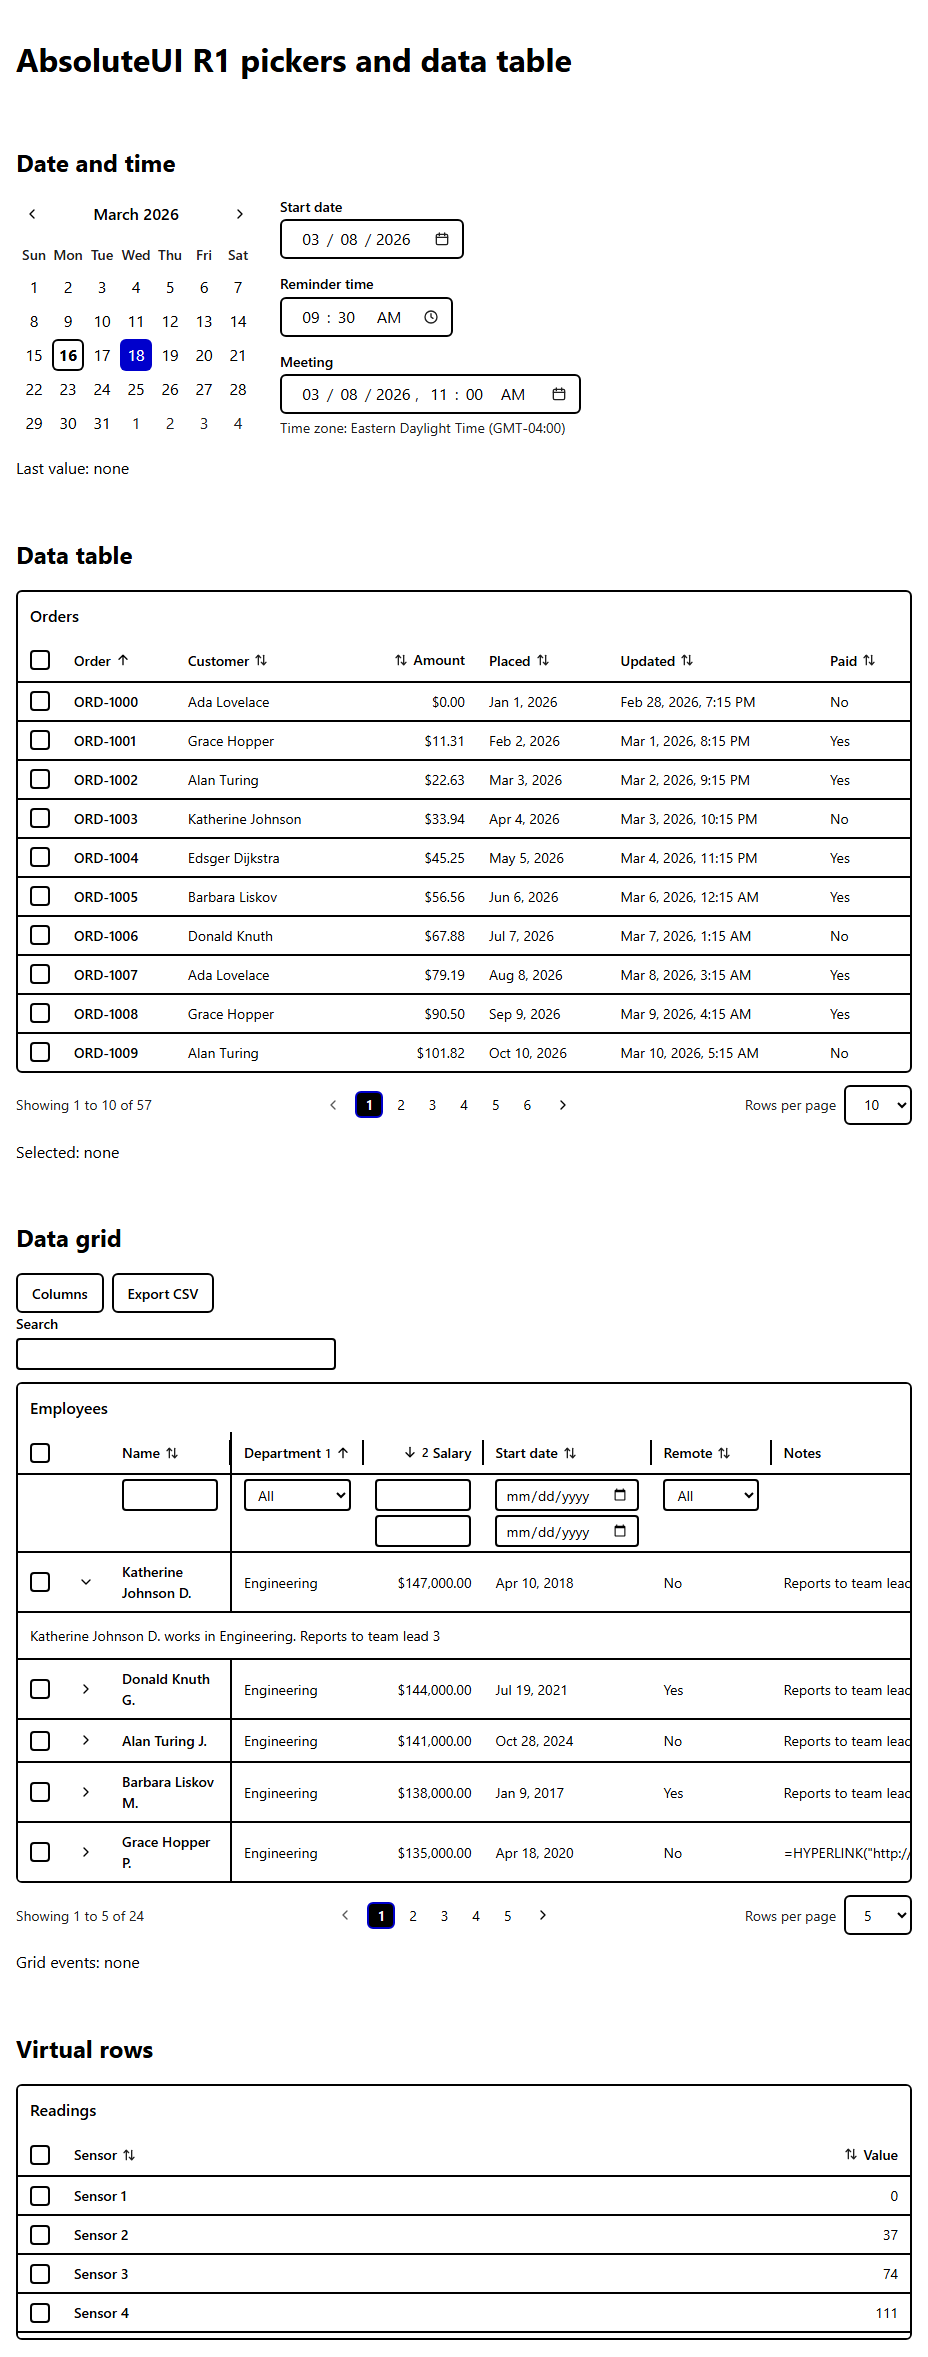 AbsoluteUI R1 pickers and data table
Date and time
March 2026
Sun Mon Tue Wed Thu Fri Sat
1 2 3 4 5 6 7
8 9 10 11 12 13 14
15 16 17 18 19 20 21
22 23 24 25 26 27 28
29 30 31 1 2 3 4
Start date
03 / 08 / 2026
Reminder time
09 : 30 AM
Meeting
03 / 08 / 2026 , 11 : 00 AM
Time zone: Eastern Daylight Time (GMT-04:00)
Last value: none
Data table
Orders
Order Customer Amount Placed Updated Paid
ORD-1000 Ada Lovelace $0.00 Jan 1, 2026 Feb 28, 2026, 7:15 PM No
ORD-1001 Grace Hopper $11.31 Feb 2, 2026 Mar 1, 2026, 8:15 PM Yes
ORD-1002 Alan Turing $22.63 Mar 3, 2026 Mar 2, 2026, 9:15 PM Yes
ORD-1003 Katherine Johnson $33.94 Apr 4, 2026 Mar 3, 2026, 10:15 PM No
ORD-1004 Edsger Dijkstra $45.25 May 5, 2026 Mar 4, 2026, 11:15 PM Yes
ORD-1005 Barbara Liskov $56.56 Jun 6, 2026 Mar 6, 2026, 12:15 AM Yes
ORD-1006 Donald Knuth $67.88 Jul 7, 2026 Mar 7, 2026, 1:15 AM No
ORD-1007 Ada Lovelace $79.19 Aug 8, 2026 Mar 8, 2026, 3:15 AM Yes
ORD-1008 Grace Hopper $90.50 Sep 9, 2026 Mar 9, 2026, 4:15 AM Yes
ORD-1009 Alan Turing $101.82 Oct 10, 2026 Mar 10, 2026, 5:15 AM No
Showing 1 to 10 of 57 1 2 3 4 5 6 Rows per page 10
Selected: none
Data grid
Columns Export CSV
Search
Employees
Name Department 1 2 Salary Start date Remote Notes
All mm/dd/yyyy All
mm/dd/yyyy
Katherine Johnson D. Engineering $147,000.00 Apr 10, 2018 No Reports to team lead
Katherine Johnson D. works in Engineering. Reports to team lead 3
Donald Knuth G. Engineering $144,000.00 Jul 19, 2021 Yes Reports to team lead
Alan Turing J. Engineering $141,000.00 Oct 28, 2024 No Reports to team lead
Barbara Liskov M. Engineering $138,000.00 Jan 9, 2017 Yes Reports to team lead
Grace Hopper P. Engineering $135,000.00 Apr 18, 2020 No =HYPERLINK("http://
Showing 1 to 5 of 24 1 2 3 4 5 Rows per page 5
Grid events: none
Virtual rows
Readings
Sensor Value
Sensor 1 0
Sensor 2 37
Sensor 3 74
Sensor 4 111